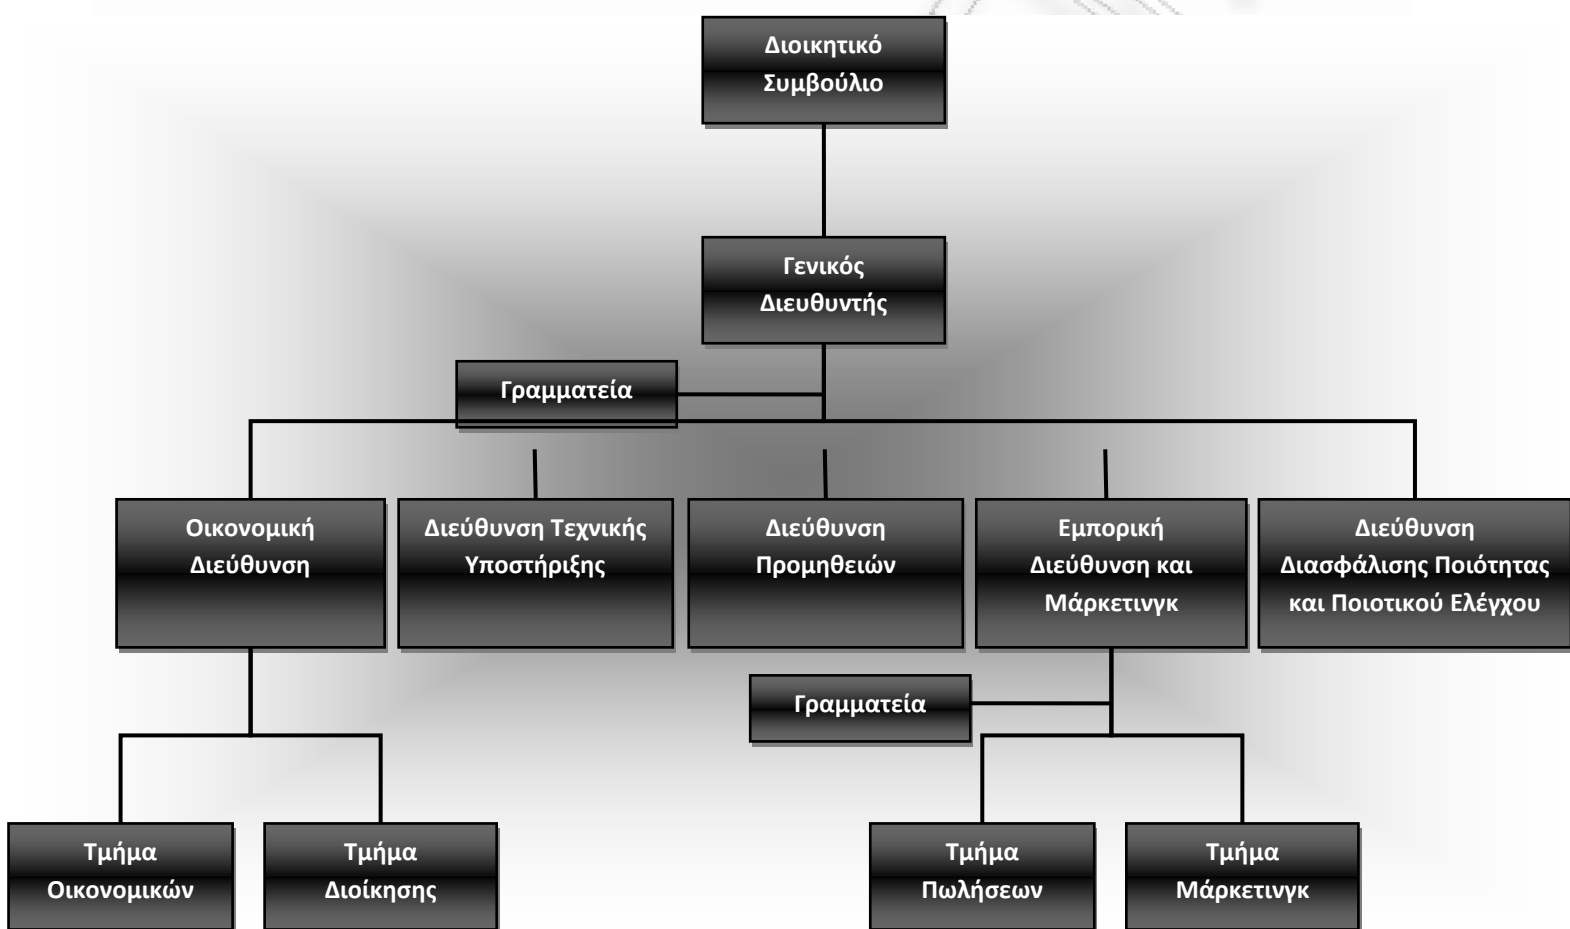 Διοικητικό
Συμβούλιο
Γενικός
Διευθυντής
Γραμματεία
Οικονομική
Διεύθυνση
Διεύθυνση Τεχνικής
Υποστήριξης
Διεύθυνση
Προμηθειών
Εμπορική
Διεύθυνση και
Μάρκετινγκ
Διεύθυνση
Διασφάλισης Ποιότητας
και Ποιοτικού Ελέγχου
Γραμματεία
Τμήμα
Οικονομικών
Τμήμα
Διοίκησης
Τμήμα
Πωλήσεων
Τμήμα
Μάρκετινγκ